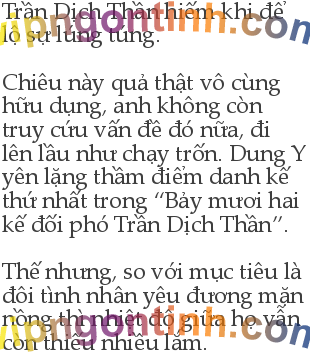 Trần Dịch Thần hiếm khi để
lộ sự lúng túng.
Chiêu này quả thật vô cùng
hữu dụng, anh không còn
truy cứu vấn đề đó nữa, đi
lên lầu như chạy trốn. Dung Y
yên lặng thầm điểm danh kế
thứ nhất trong “Bảy mươi hai
kế đối phó Trần Dịch Thần”.
Thế nhưng, so với mục tiêu là
đôi tình nhân yêu đương mặn
nồng thì nhiệt độ giữa họ vẫn
còn thiếu nhiều lắm.